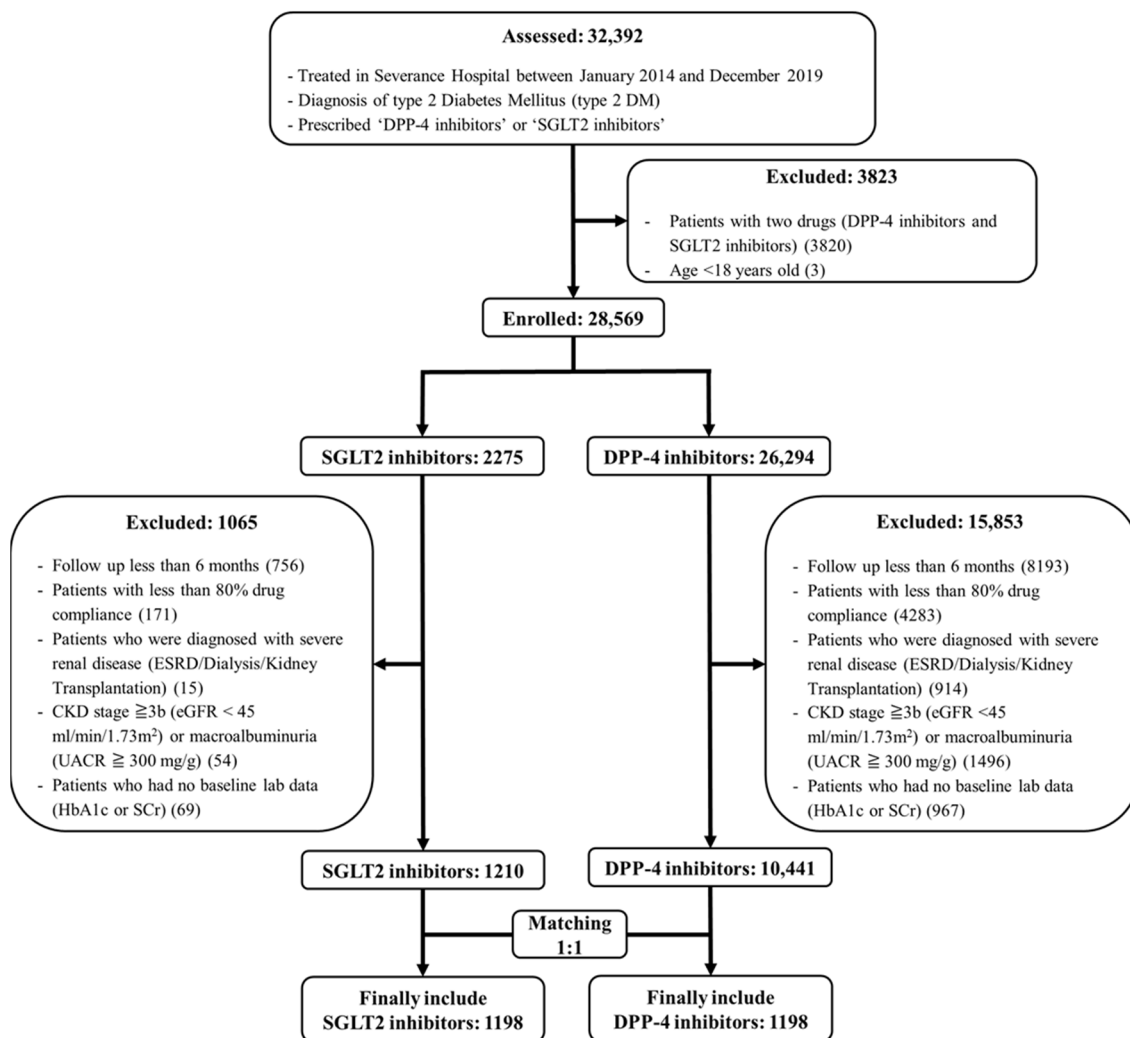 Assessed: 32,392
- Treated in Severance Hospital between January 2014 and December 2019
- Diagnosis of type 2 Diabetes Mellitus (type 2 DM)
- Prescribed ‘DPP-4 inhibitors’ or ‘SGLT2 inhibitors’
Excluded: 3823
- Patients with two drugs (DPP-4 inhibitors and
SGLT2 inhibitors) (3820)
- Age <18 years old (3)
Enrolled: 28,569
SGLT2 inhibitors: 2275
DPP-4 inhibitors: 26,294
Excluded: 1065
- Follow up less than 6 months (756)
- Patients with less than 80% drug
compliance (171)
- Patients who were diagnosed with severe
renal disease (ESRD/Dialysis/Kidney
Transplantation) (15)
- CKD stage ≧3b (eGFR < 45
ml/min/1.73m²) or macroalbuminuria
(UACR ≧ 300 mg/g) (54)
- Patients who had no baseline lab data
(HbA1c or SCr) (69)
Excluded: 15,853
- Follow up less than 6 months (8193)
- Patients with less than 80% drug
compliance (4283)
- Patients who were diagnosed with severe
renal disease (ESRD/Dialysis/Kidney
Transplantation) (914)
- CKD stage ≧3b (eGFR <45
ml/min/1.73m²) or macroalbuminuria
(UACR ≧ 300 mg/g) (1496)
- Patients who had no baseline lab data
(HbA1c or SCr) (967)
SGLT2 inhibitors: 1210
DPP-4 inhibitors: 10,441
Matching
1:1
Finally include
SGLT2 inhibitors: 1198
Finally include
DPP-4 inhibitors: 1198